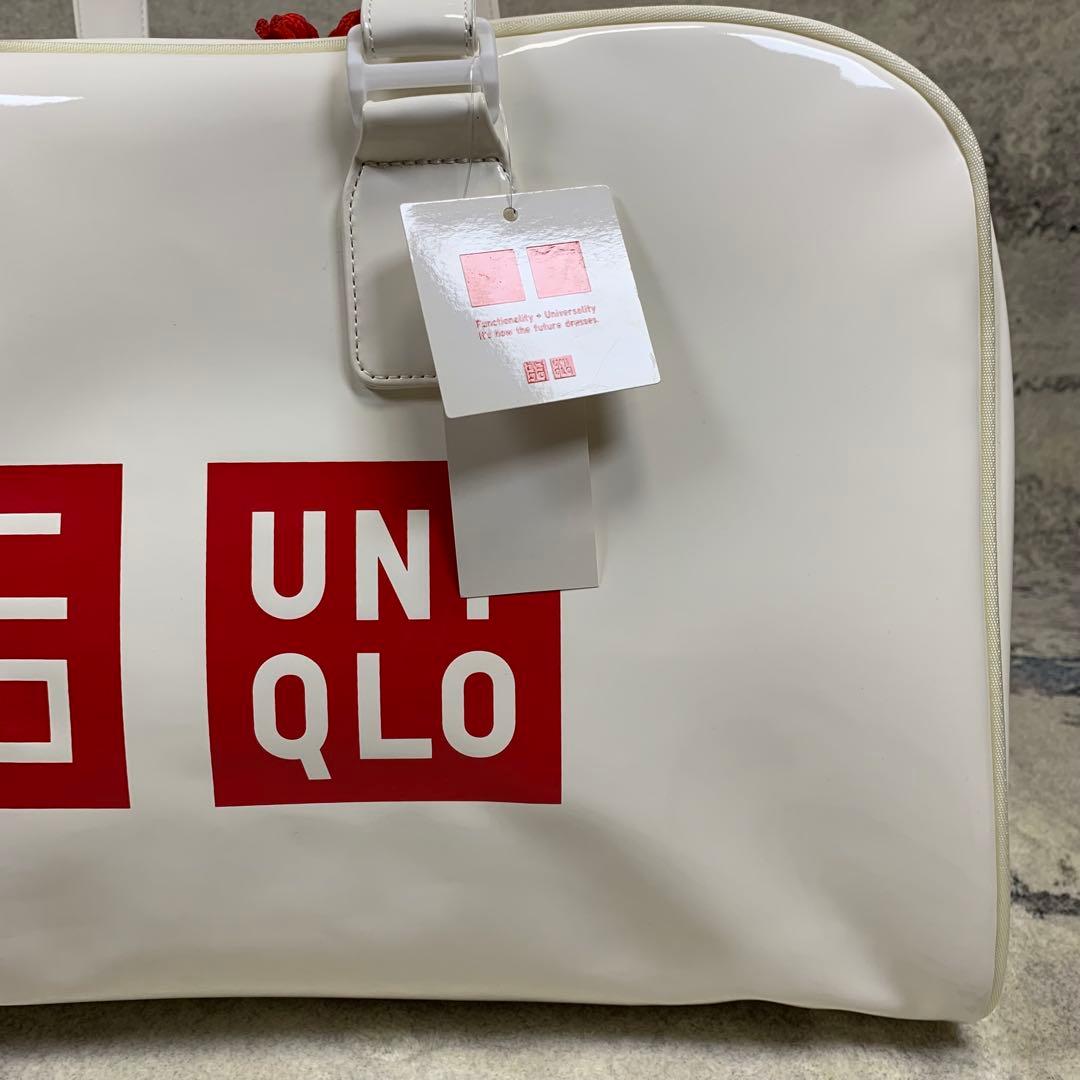 Functionality + Universality
It's how the future dresses.
UNI
QLO